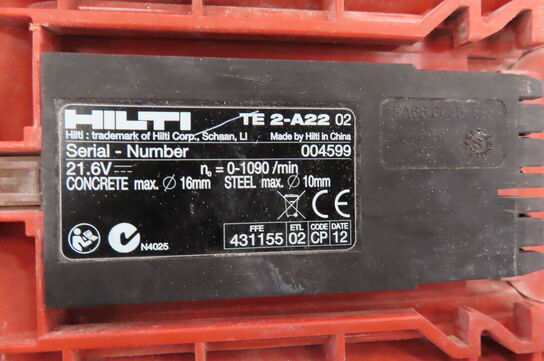 HILTI TE 2-A22 02
Hilti : trademark of Hilti Corp., Schaan, LI Made by Hilti in China
Serial - Number 004599
21.6V n₀ = 0-1090 /min
CONCRETE max. Ø 16mm STEEL max. Ø 10mm
CE
N4025
FFE ETL CODE DATE
431155 02 CP 12